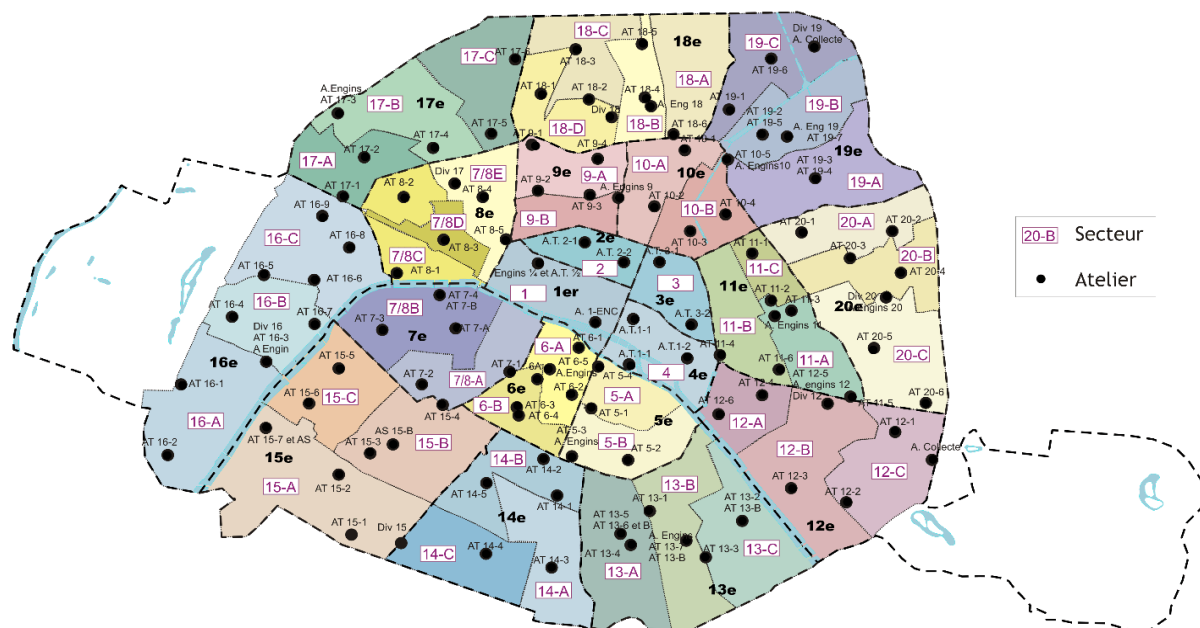 18-C
AT 18-5
18e
Div 19
A. Collecte
19-C
17-C
AT 17-6
AT 18-3
AT 19-6
18-A
A.Engins
AT 17-3
17-B
17e
AT 18-1
AT 18-2
AT 18-4
A. Eng 18
Div 18
18-D
18-B
AT 18-6
AT 19-1
19-B
AT 19-2
AT 19-5
A. Eng 19
AT 19-7
AT 17-5
AT 17-4
AT 17-2
17-A
AT 9-1
AT 9-4
AT 10-1
19e
AT 10-5
A. Engins10
AT 19-3
AT 19-4
19-A
7/8E
9e
9-A
10-A
10e
Div 17
AT 8-4
AT 8-2
8e
AT 9-2
AT 9-3
A. Engins 9
AT 10-2
10-B
AT 10-4
AT 10-3
9-B
AT 17-1
AT 16-9
16-C
AT 16-8
7/8D
AT 8-3
AT 8-5
7/8C
AT 8-1
A.T. 2-1
2e
A.T. 2-2
2
A.T. 3-1
3
3e
A.T. 3-2
AT 11-1
11-C
11e
AT 11-2
AT 11-3
A. Engins 11
11-B
11-A
AT 11-4
AT 11-6
AT 20-1
20-A
AT 20-2
AT 20-3
20-B
AT 20-4
Div 20
A. Engins 20
20e
AT 20-5
20-C
AT 20-6
20-B
Secteur
Atelier
AT 16-5
AT 16-6
16-B
AT 16-4
AT 16-7
Div 16
AT 16-3
A. Engin
16e
AT 16-1
16-A
AT 16-2
Engins ¼ et A.T. ½
1
1er
A. 1-ENC
A.T.1-1
A.T.1-1
A.T.1-2
4e
4
7/8B
AT 7-4
AT 7-B
AT 7-3
AT 7-A
7e
7/8-A
AT 7-2
AT 7-1
6-A
AT 6-1
AT 6-5
A.Engins
AT 6-2
6e
6-B
AT 6-3
AT 6-4
AT 5-4
5-A
AT 5-1
5e
5-B
AT 5-2
AT 5-3
A. Engins
AT 15-5
AT 15-6
15-C
AT 15-4
AT 15-7 et AS
AS 15-B
AT 15-3
15-B
15e
15-A
AT 15-2
AT 15-1
Div 15
14-B
AT 14-2
AT 14-5
AT 14-1
14e
14-C
AT 14-4
AT 14-3
14-A
AT 12-5
A. engins 12
AT 12-4
Div 12
AT 11-5
AT 12-6
12-A
12-B
AT 12-1
A. Collecte
12-C
AT 12-3
AT 12-2
12e
13-B
AT 13-1
AT 13-2
AT 13-B
AT 13-5
AT 13-6 et B
A. Engins
AT 13-7
AT 13-B
AT 13-4
13-A
AT 13-3
13-C
13e